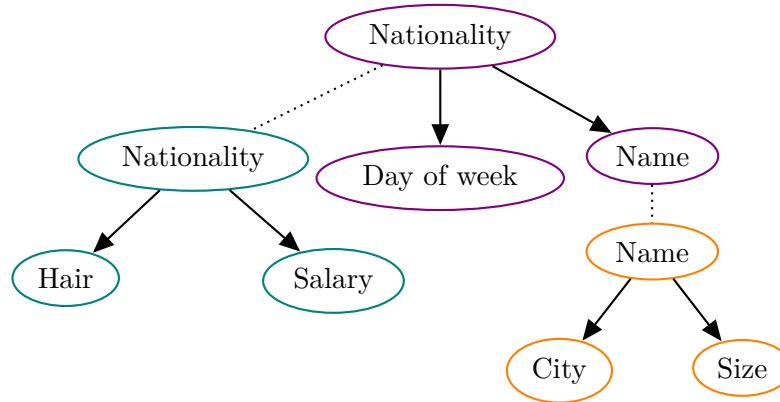 Nationality
Nationality
Day of week
Name
Name
Hair
Salary
City
Size